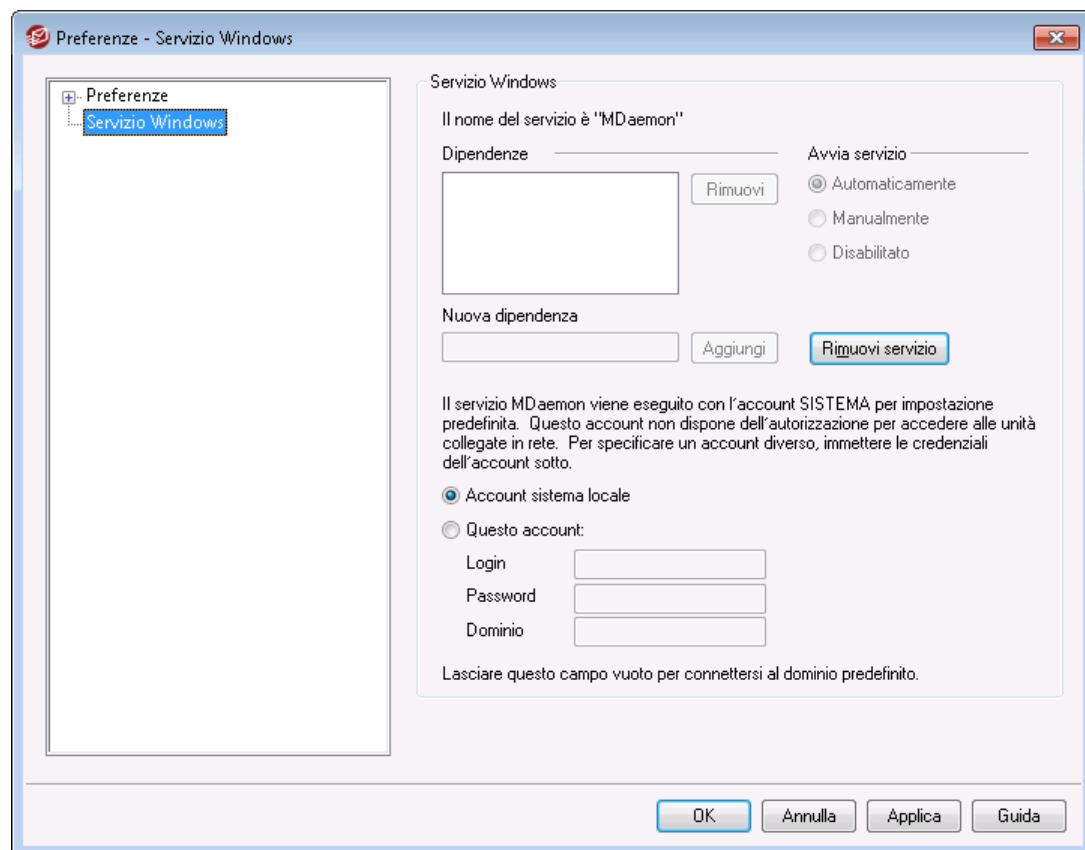 Preferenze - Servizio Windows
Preferenze
Servizio Windows
Servizio Windows
Il nome del servizio è "MDaemon"
Dipendenze
Avvia servizio
Rimuovi
Automaticamente
Manualmente
Disabilitato
Nuova dipendenza
Aggiungi
Rimuovi servizio
Il servizio MDaemon viene eseguito con l'account SISTEMA per impostazione
predefinita. Questo account non dispone dell'autorizzazione per accedere alle unità
collegate in rete. Per specificare un account diverso, immettere le credenziali
dell'account sotto.
Account sistema locale
Questo account:
Login
Password
Dominio
Lasciare questo campo vuoto per connettersi al dominio predefinito.
OK
Annulla
Applica
Guida